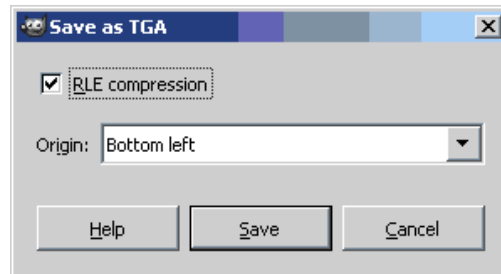 Save as TGA
RLE compression
Origin: Bottom left
Help Save Cancel